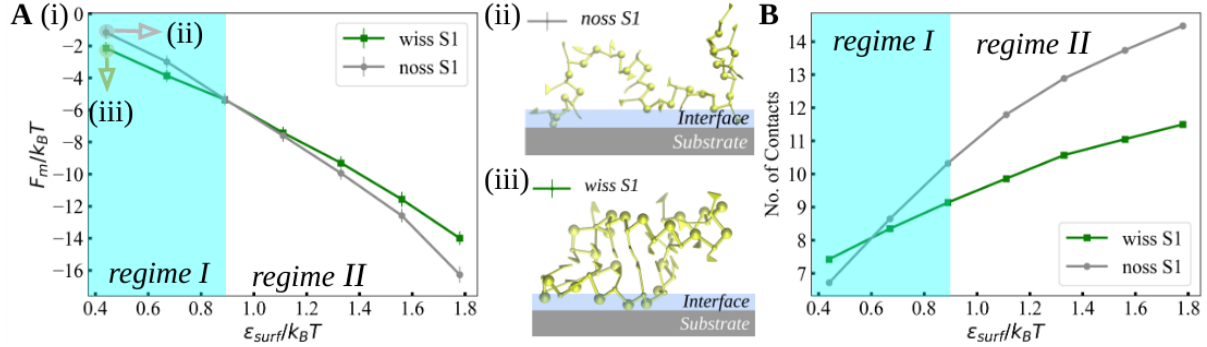 A (i)
wiss S1
noss S1
(ii)
(iii)
regime I
regime II
−2
−4
−6
−8
−10
−12
−14
−16
F_m/k_BT
0.4 0.6 0.8 1.0 1.2 1.4 1.6 1.8
ε_surf/k_BT
(ii) noss S1
Interface
Substrate
(iii) wiss S1
Interface
Substrate
B
regime I
regime II
14
13
12
11
10
9
8
7
No. of Contacts
wiss S1
noss S1
0.4 0.6 0.8 1.0 1.2 1.4 1.6 1.8
ε_surf/k_BT